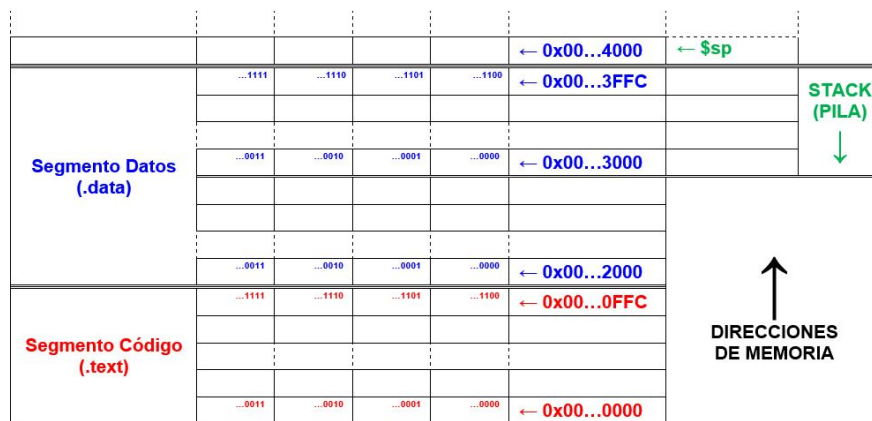 ← 0x00...4000 ← $sp
...1111 ...1110 ...1101 ...1100 ← 0x00...3FFC
STACK
(PILA)
↓
Segmento Datos
(.data)
...0011 ...0010 ...0001 ...0000 ← 0x00...3000
...0011 ...0010 ...0001 ...0000 ← 0x00...2000
...1111 ...1110 ...1101 ...1100 ← 0x00...0FFC
Segmento Código
(.text)
↑
DIRECCIONES
DE MEMORIA
...0011 ...0010 ...0001 ...0000 ← 0x00...0000